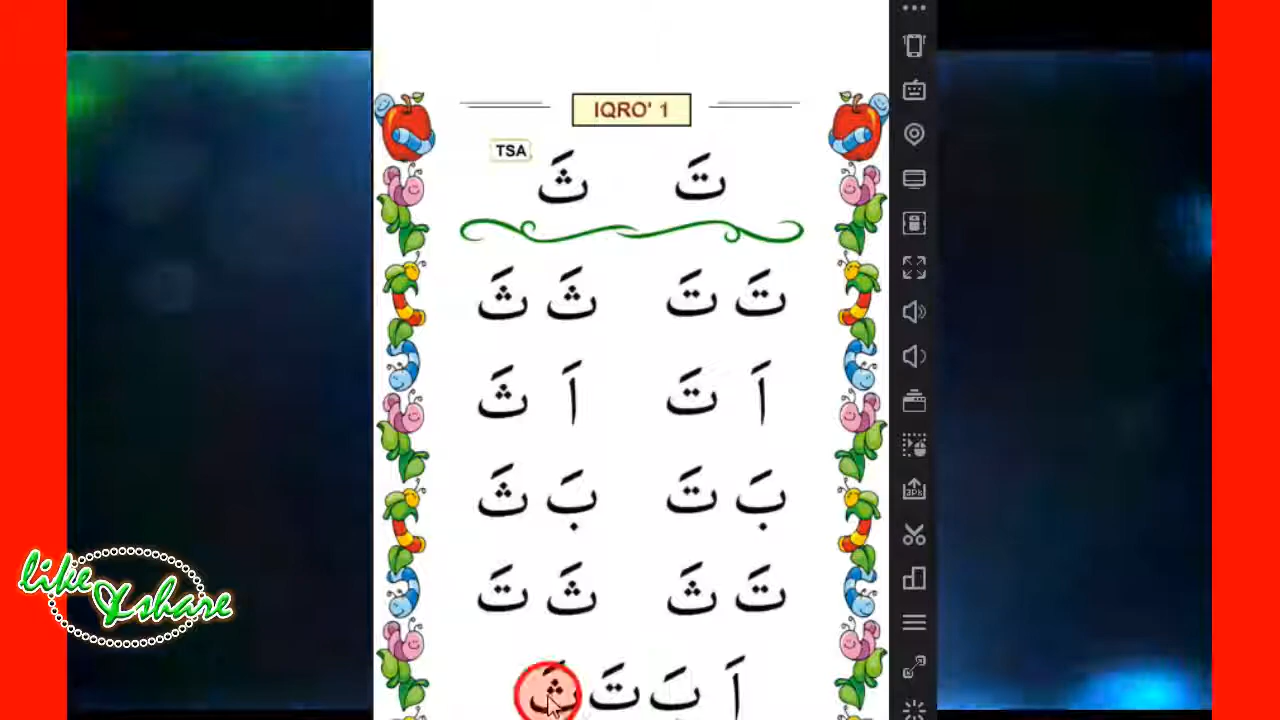 IQRO' 1
TSA
تَ ثَ
تَ تَ ثَ ثَ
اَ تَ اَ ثَ
بَ تَ بَ ثَ
تَ ثَ ثَ تَ
اَ بَ تَ ثَ
like
&share